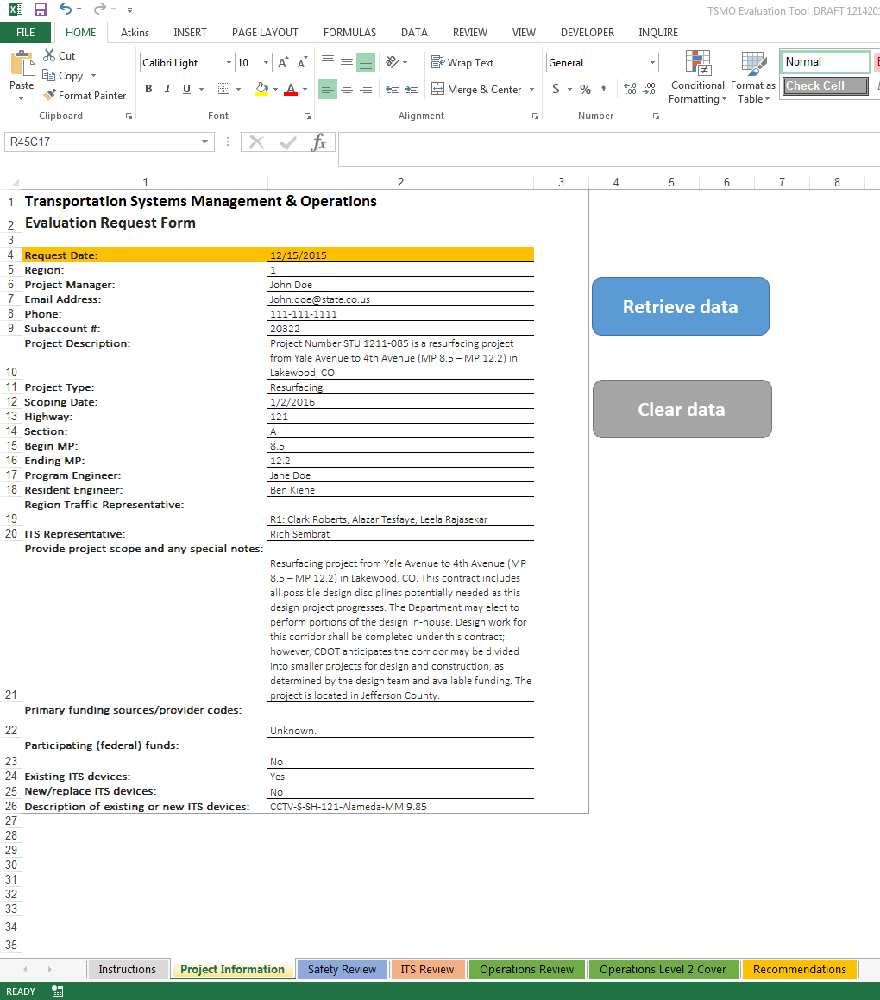 TSMO Evaluation Tool_DRAFT 121420
FILE HOME Atkins INSERT PAGE LAYOUT FORMULAS DATA REVIEW VIEW DEVELOPER INQUIRE
Paste
Cut
Copy
Format Painter
Clipboard
Calibri Light 10 A A
B I U A
Font
Wrap Text
Merge & Center
Alignment
General
$ % , .00 .00
Number
Conditional Formatting
Format as Table
Normal
Check Cell
R45C17 fx
1 2 3 4 5 6 7 8
1 Transportation Systems Management & Operations
2 Evaluation Request Form
3
4 Request Date: 12/15/2015
5 Region: 1
6 Project Manager: John Doe
7 Email Address: John.doe@state.co.us
8 Phone: 111-111-1111
9 Subaccount #: 20322
Project Description: Project Number STU 1211-085 is a resurfacing project
from Yale Avenue to 4th Avenue (MP 8.5 – MP 12.2) in
10 Lakewood, CO.
11 Project Type: Resurfacing
12 Scoping Date: 1/2/2016
13 Highway: 121
14 Section: A
15 Begin MP: 8.5
16 Ending MP: 12.2
17 Program Engineer: Jane Doe
18 Resident Engineer: Ben Kiene
Region Traffic Representative:
19 R1: Clark Roberts, Alazar Tesfaye, Leela Rajasekar
20 ITS Representative: Rich Sembrat
Provide project scope and any special notes:
Resurfacing project from Yale Avenue to 4th Avenue (MP
8.5 – MP 12.2) in Lakewood, CO. This contract includes
all possible design disciplines potentially needed as this
design project progresses. The Department may elect to
perform portions of the design in-house. Design work for
this corridor shall be completed under this contract;
however, CDOT anticipates the corridor may be divided
into smaller projects for design and construction, as
determined by the design team and available funding. The
21 project is located in Jefferson County.
Primary funding sources/provider codes:
22 Unknown.
Participating (federal) funds:
23 No
24 Existing ITS devices: Yes
25 New/replace ITS devices: No
26 Description of existing or new ITS devices: CCTV-S-SH-121-Alameda-MM 9.85
27
28
29
30
31
32
33
34
35
Retrieve data
Clear data
Instructions Project Information Safety Review ITS Review Operations Review Operations Level 2 Cover Recommendations
READY